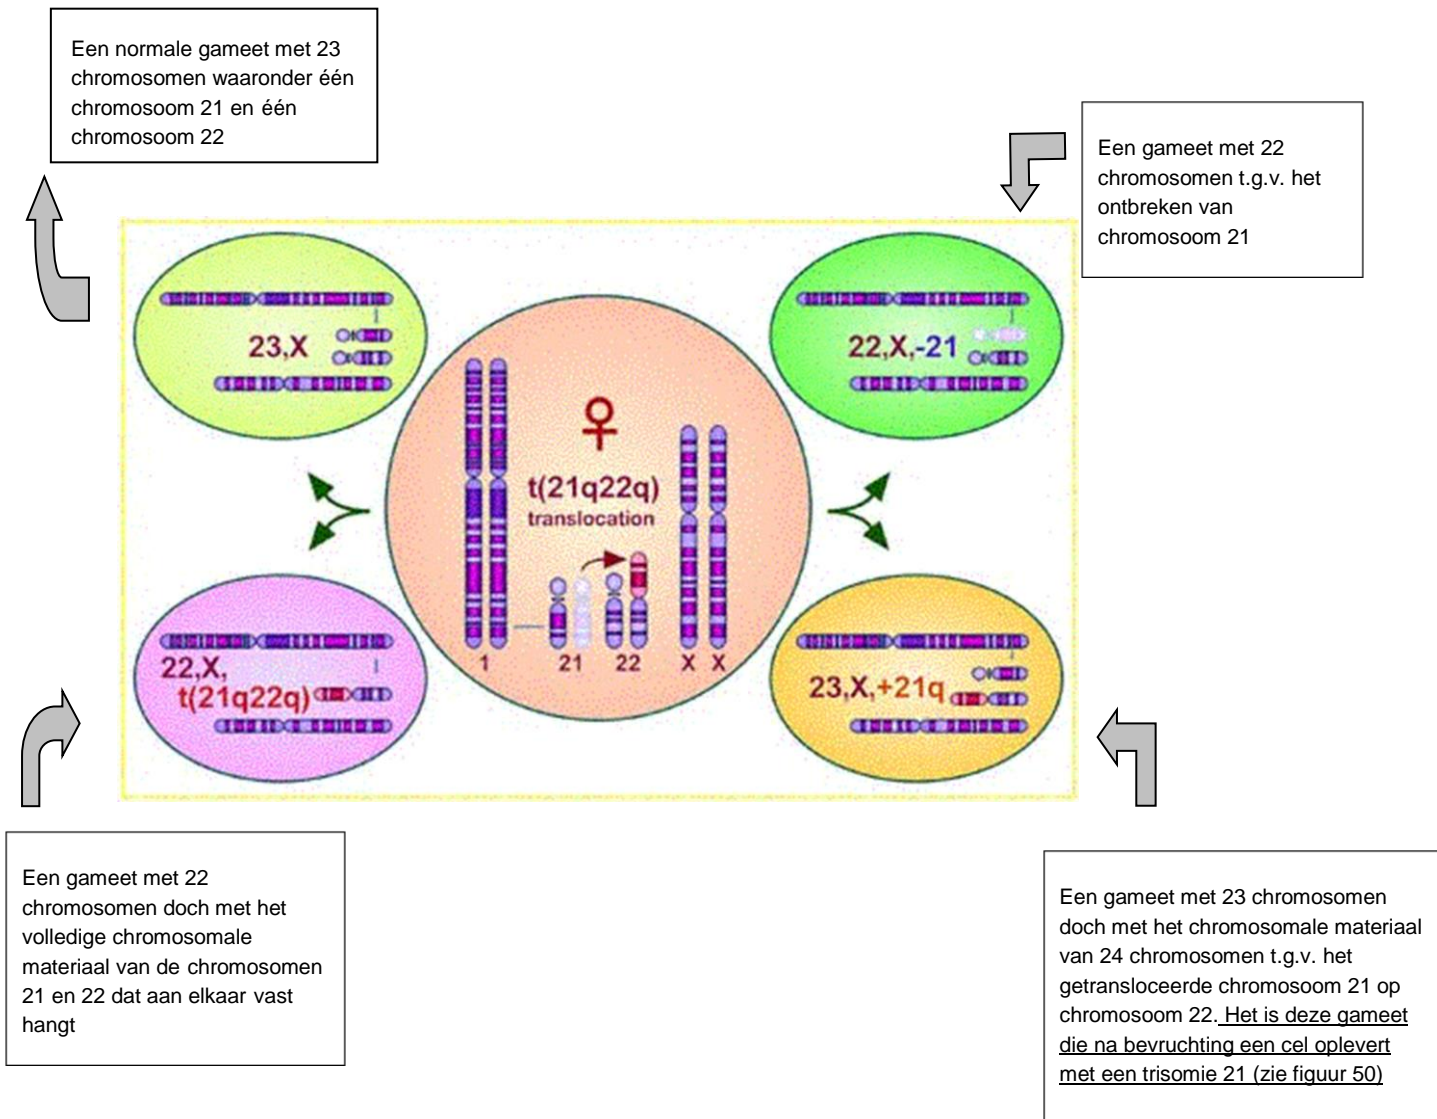 Een normale gameet met 23
chromosomen waaronder één
chromosoom 21 en één
chromosoom 22
Een gameet met 22
chromosomen t.g.v. het
ontbreken van
chromosoom 21
23,X
22,X,-21
t(21q22q)
translocation
1
21
22
X X
22,X,
t(21q22q)
23,X,+21q
Een gameet met 22
chromosomen doch met het
volledige chromosomale
materiaal van de chromosomen
21 en 22 dat aan elkaar vast
hangt
Een gameet met 23 chromosomen
doch met het chromosomale materiaal
van 24 chromosomen t.g.v. het
getransloceerde chromosoom 21 op
chromosoom 22. Het is deze gameet
die na bevruchting een cel oplevert
met een trisomie 21 (zie figuur 50)